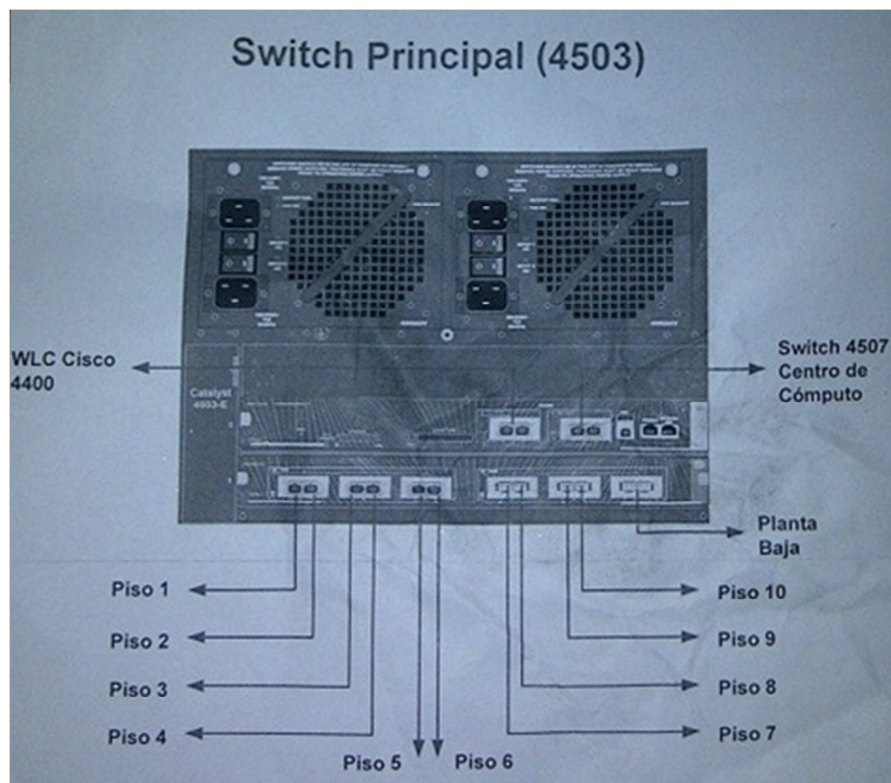 Switch Principal (4503)
WLC Cisco
4400
Switch 4507
Centro de
Cómputo
Catalyst
4503-E
Planta
Baja
Piso 1
Piso 10
Piso 2
Piso 9
Piso 3
Piso 8
Piso 4
Piso 7
Piso 5
Piso 6